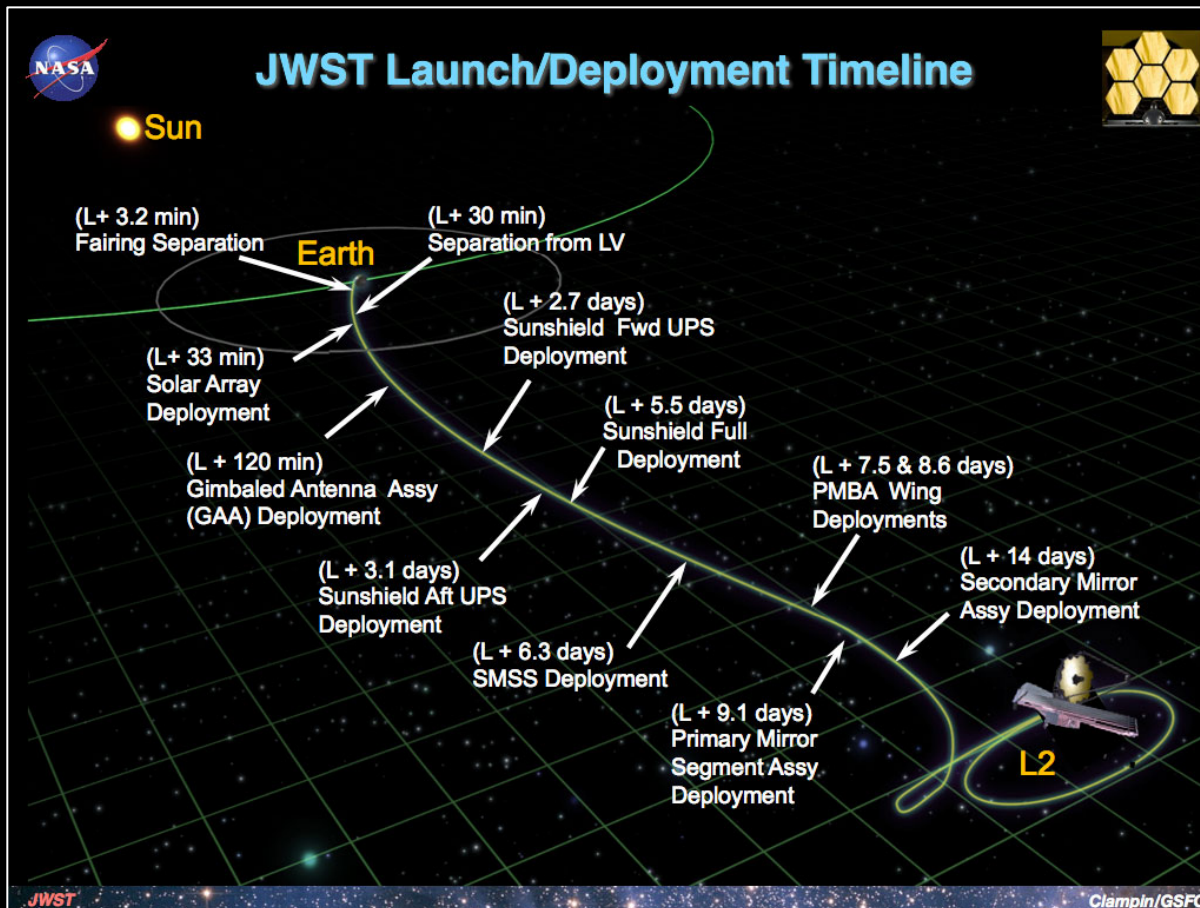 NASA
JWST Launch/Deployment Timeline
Sun
(L+ 3.2 min)
Fairing Separation
Earth
(L+ 30 min)
Separation from LV
(L+ 33 min)
Solar Array
Deployment
(L + 2.7 days)
Sunshield Fwd UPS
Deployment
(L + 120 min)
Gimbaled Antenna Assy
(GAA) Deployment
(L + 5.5 days)
Sunshield Full
Deployment
(L + 3.1 days)
Sunshield Aft UPS
Deployment
(L + 7.5 & 8.6 days)
PMBA Wing
Deployments
(L + 6.3 days)
SMSS Deployment
(L + 14 days)
Secondary Mirror
Assy Deployment
(L + 9.1 days)
Primary Mirror
Segment Assy
Deployment
L2
JWST
Clampin/GSFC